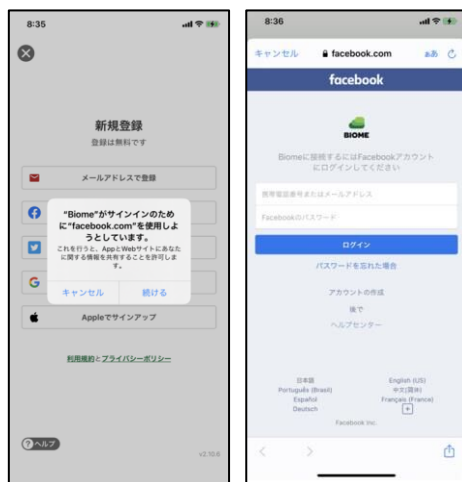 8:35
新規登録
登録は無料です
メールアドレスで登録
"Biome"がサインインのため
に"facebook.com"を使用しよ
うとしています。
これを行うと、AppとWebサイトにあなた
に関する情報を共有することを許可しま
す。
キャンセル
続ける
Appleでサインアップ
利用規約とプライバシーポリシー
?ヘルプ
v2.10.6
8:36
キャンセル
facebook.com
ぁあ
facebook
BIOME
Biomeに接続するにはFacebookアカウント
にログインしてください
携帯電話番号またはメールアドレス
Facebookのパスワード
ログイン
パスワードを忘れた場合
アカウントの作成
後で
ヘルプセンター
日本語
English (US)
Português (Brasil)
中文(简体)
Español
Français (France)
Deutsch
Facebook Inc.